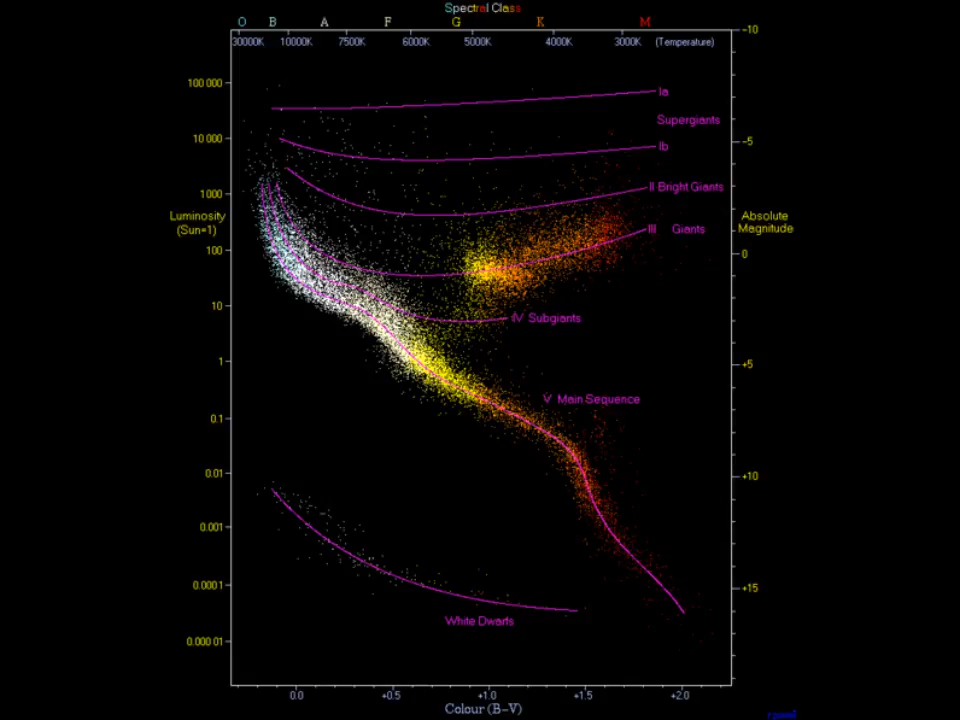 Spectral Class
O B A F G K M
30000K 10000K 7500K 6000K 5000K 4000K 3000K (Temperature)
-10
100 000
Ia
Supergiants
10 000
-5
Ib
II Bright Giants
1 000
Luminosity
(Sun=1)
Absolute
Magnitude
III Giants
100
0
10
IV Subgiants
1
+5
V Main Sequence
0.1
0.01
+10
0.001
0.0001
+15
White Dwarfs
0.000 01
0.0 +0.5 +1.0 +1.5 +2.0
Colour (B-V)